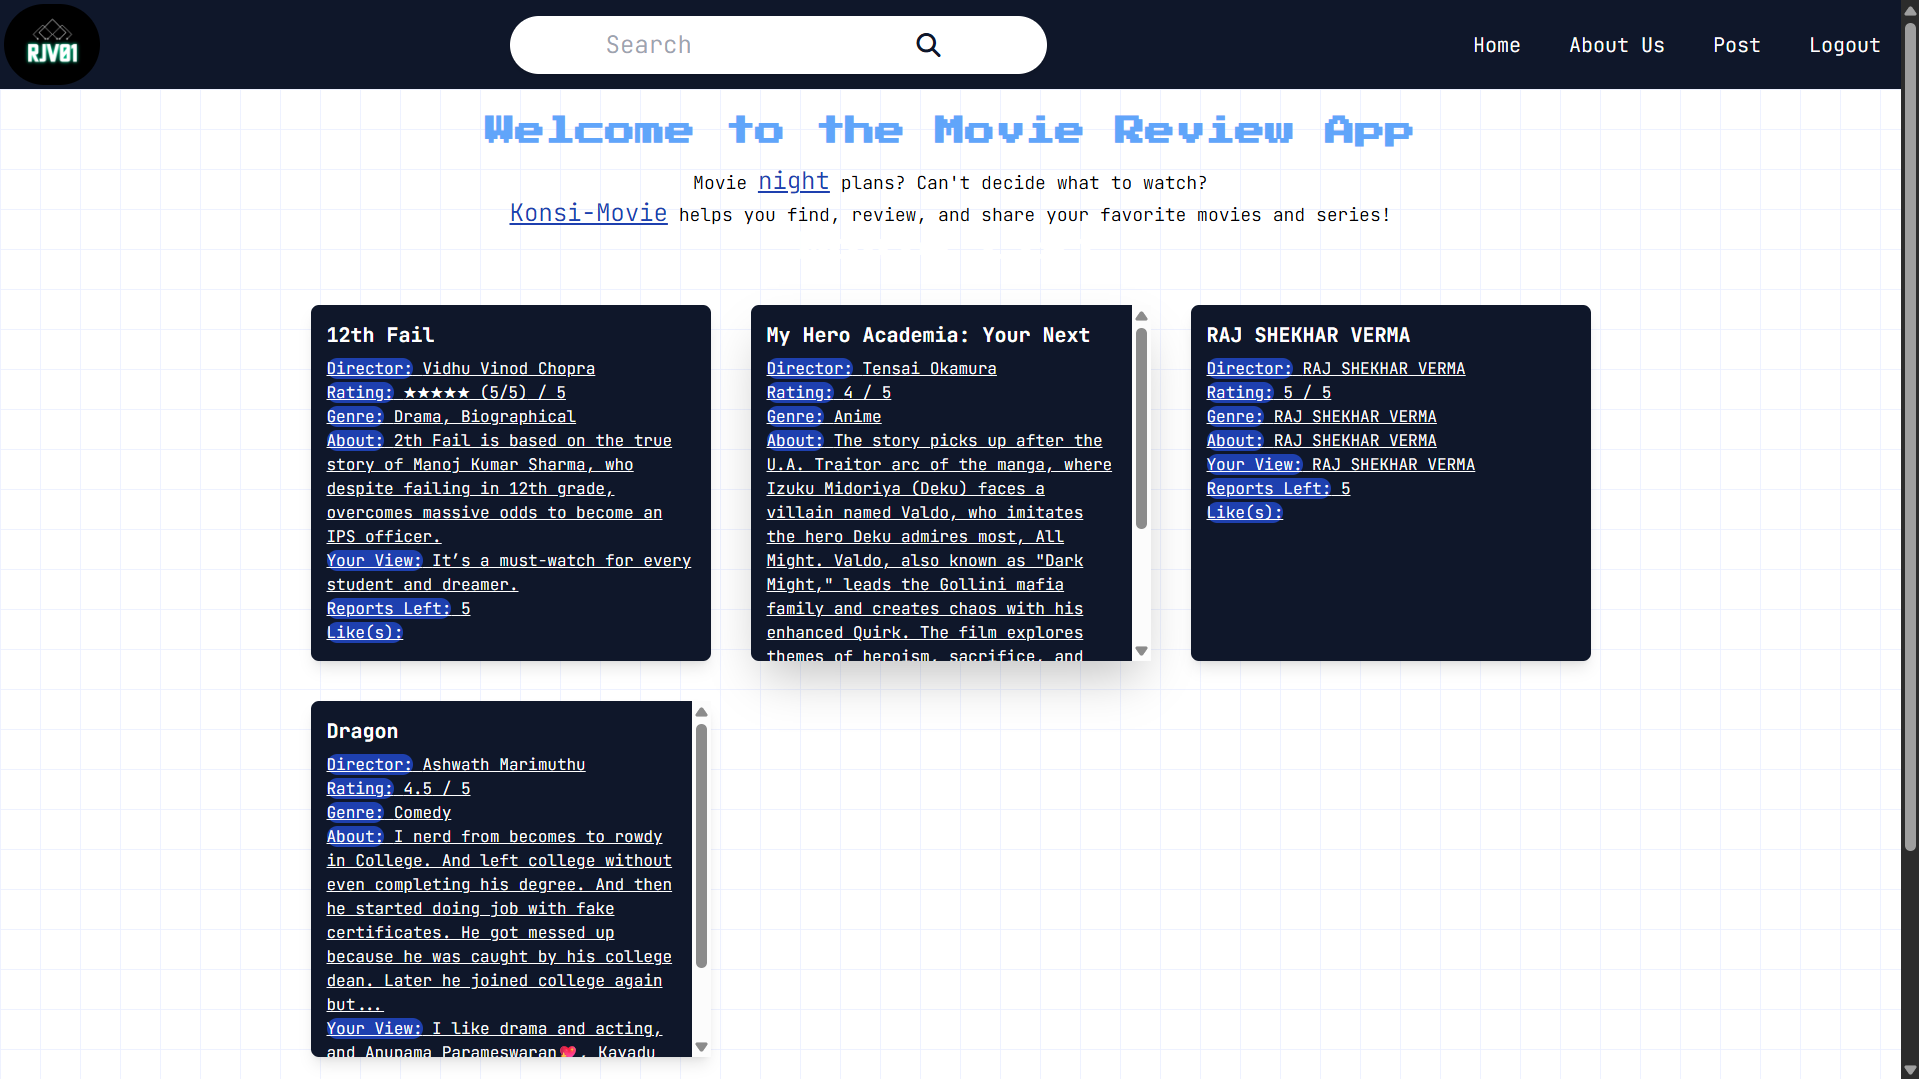 RJV01
Search
Home
About Us
Post
Logout
Welcome to the Movie Review App
Movie night plans? Can't decide what to watch?
Konsi-Movie helps you find, review, and share your favorite movies and series!
12th Fail
Director: Vidhu Vinod Chopra
Rating: ★★★★★ (5/5) / 5
Genre: Drama, Biographical
About: 2th Fail is based on the true
story of Manoj Kumar Sharma, who
despite failing in 12th grade,
overcomes massive odds to become an
IPS officer.
Your View: It’s a must-watch for every
student and dreamer.
Reports Left: 5
Like(s):
My Hero Academia: Your Next
Director: Tensai Okamura
Rating: 4 / 5
Genre: Anime
About: The story picks up after the
U.A. Traitor arc of the manga, where
Izuku Midoriya (Deku) faces a
villain named Valdo, who imitates
the hero Deku admires most, All
Might. Valdo, also known as "Dark
Might," leads the Gollini mafia
family and creates chaos with his
enhanced Quirk. The film explores
themes of heroism, sacrifice, and
RAJ SHEKHAR VERMA
Director: RAJ SHEKHAR VERMA
Rating: 5 / 5
Genre: RAJ SHEKHAR VERMA
About: RAJ SHEKHAR VERMA
Your View: RAJ SHEKHAR VERMA
Reports Left: 5
Like(s):
Dragon
Director: Ashwath Marimuthu
Rating: 4.5 / 5
Genre: Comedy
About: I nerd from becomes to rowdy
in College. And left college without
even completing his degree. And then
he started doing job with fake
certificates. He got messed up
because he was caught by his college
dean. Later he joined college again
but...
Your View: I like drama and acting,
and Anupama Parameswaran💖, Kayadu